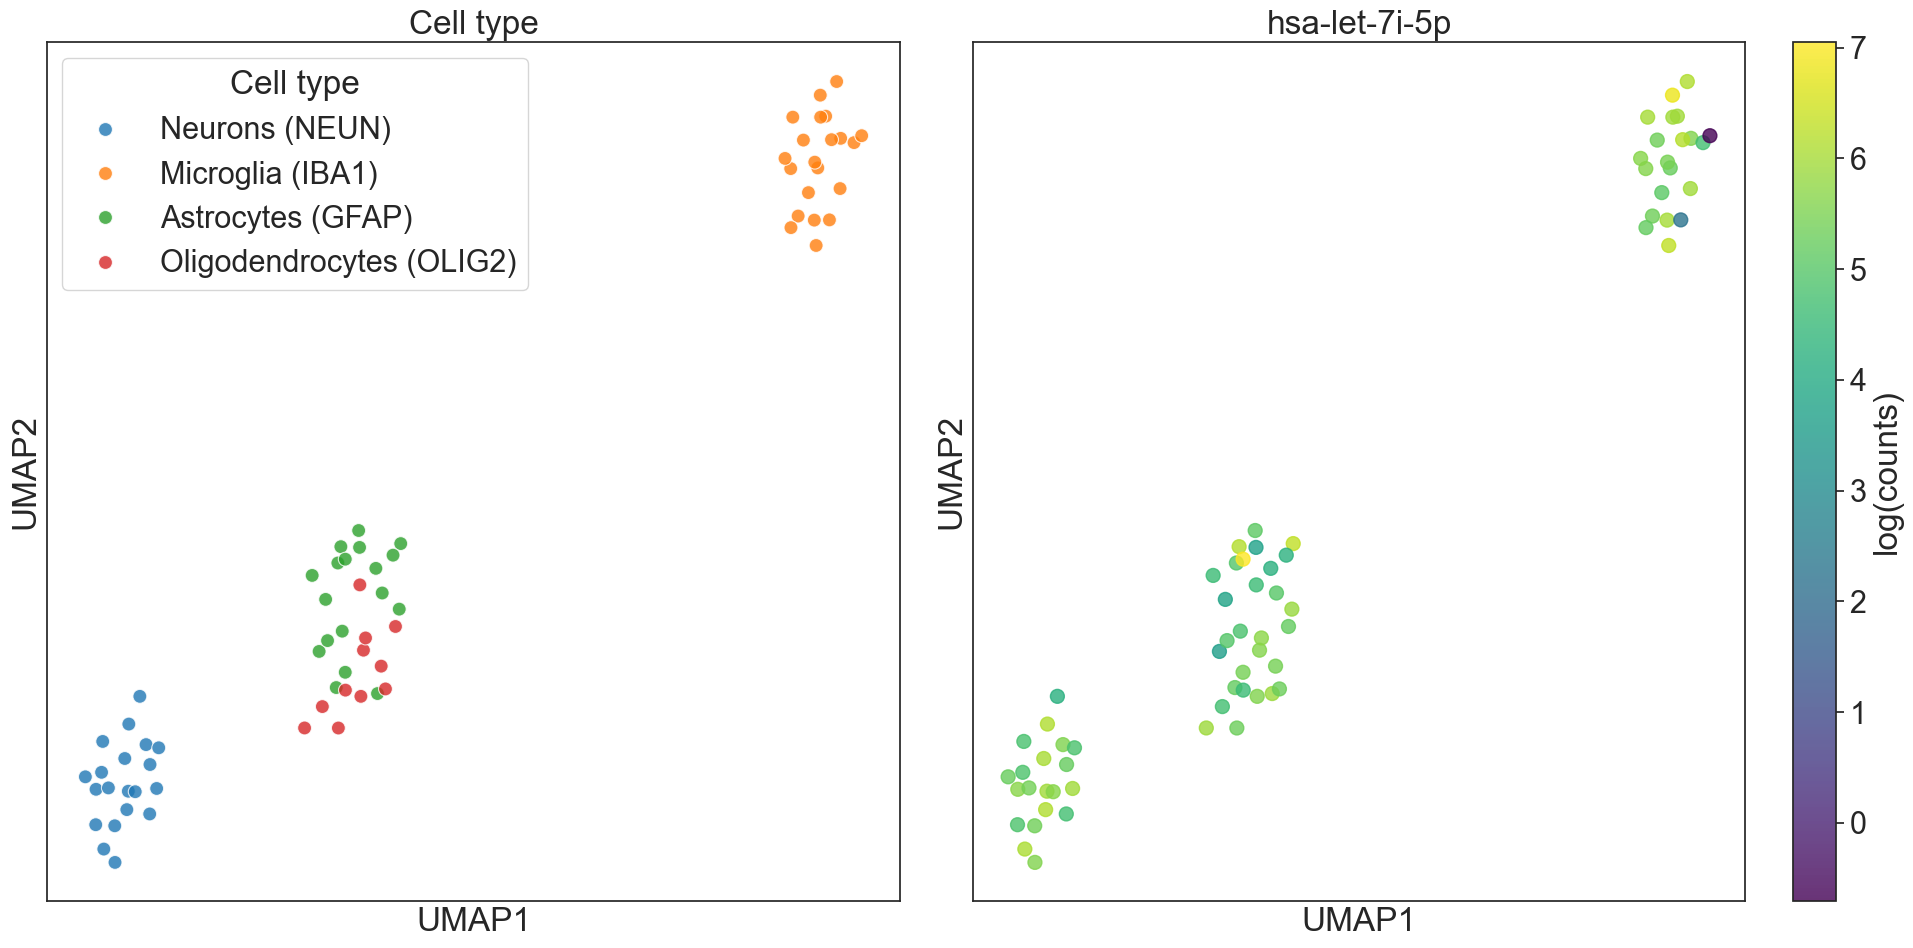 Cell type
Cell type
Neurons (NEUN)
Microglia (IBA1)
Astrocytes (GFAP)
Oligodendrocytes (OLIG2)
UMAP2
UMAP1
hsa-let-7i-5p
UMAP2
UMAP1
7
6
5
4
3
2
1
0
log(counts)